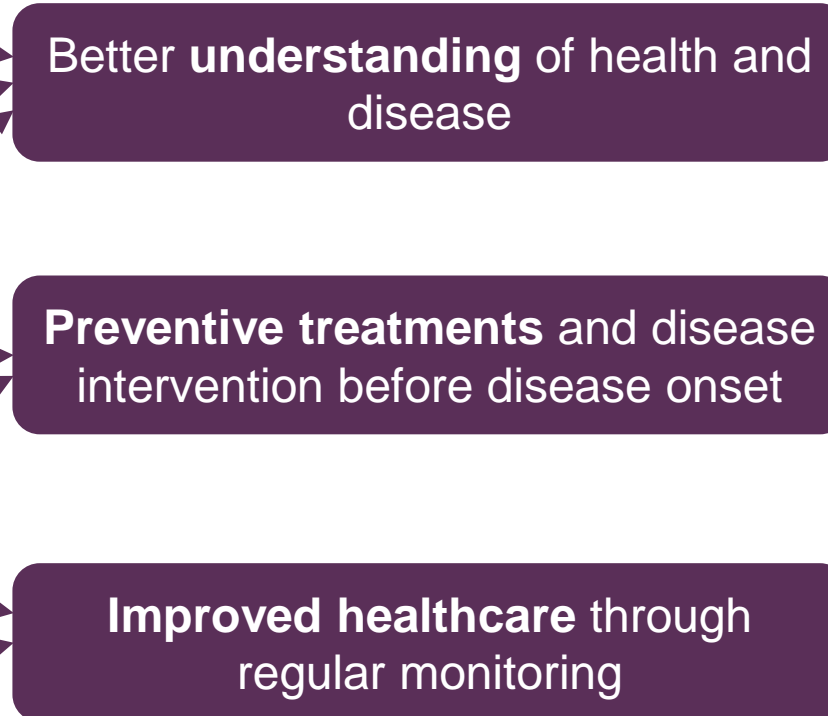 Better understanding of health and
disease
Preventive treatments and disease
intervention before disease onset
Improved healthcare through
regular monitoring